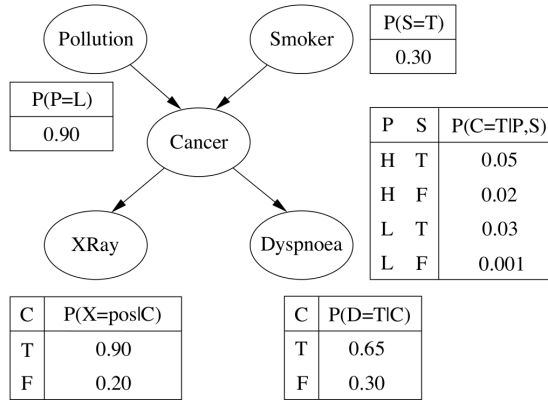 Pollution
Smoker
P(S=T)
0.30
P(P=L)
0.90
Cancer
P S P(C=T|P,S)
H T 0.05
H F 0.02
L T 0.03
L F 0.001
XRay
Dyspnoea
C P(X=pos|C)
T 0.90
F 0.20
C P(D=T|C)
T 0.65
F 0.30